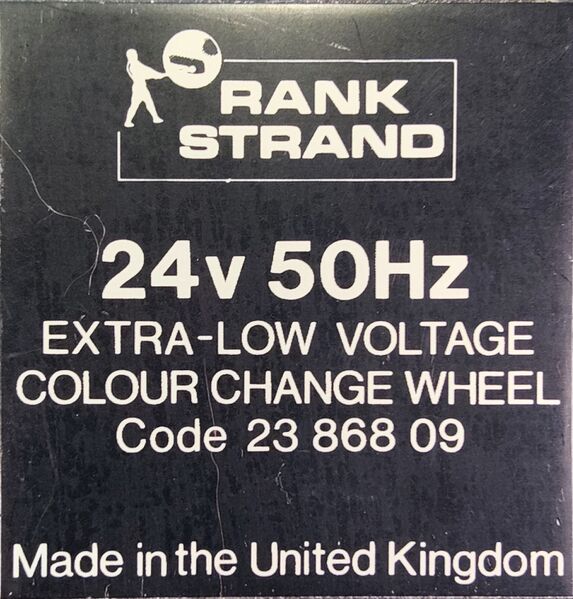 RANK
STRAND
24v 50Hz
EXTRA-LOW VOLTAGE
COLOUR CHANGE WHEEL
Code 23 868 09
Made in the United Kingdom